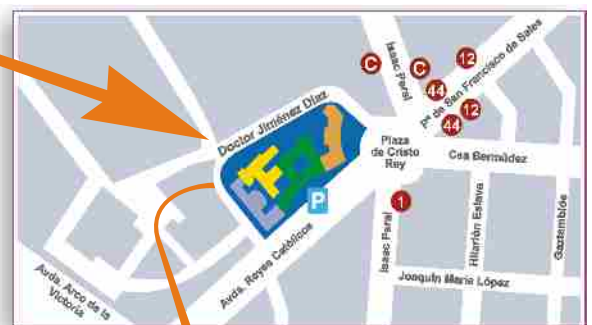 Isaac Peral
C
C
12
Pº de San Francisco de Sales
44
12
44
Doctor Jiménez Díaz
Plaza
de Cristo
Rey
Cea Bermúdez
P
1
Isaac Peral
Hilarión Eslava
Gaztambide
Avda. Reyes Católicos
Joaquín María López
Avda. Arco de la
Victoria